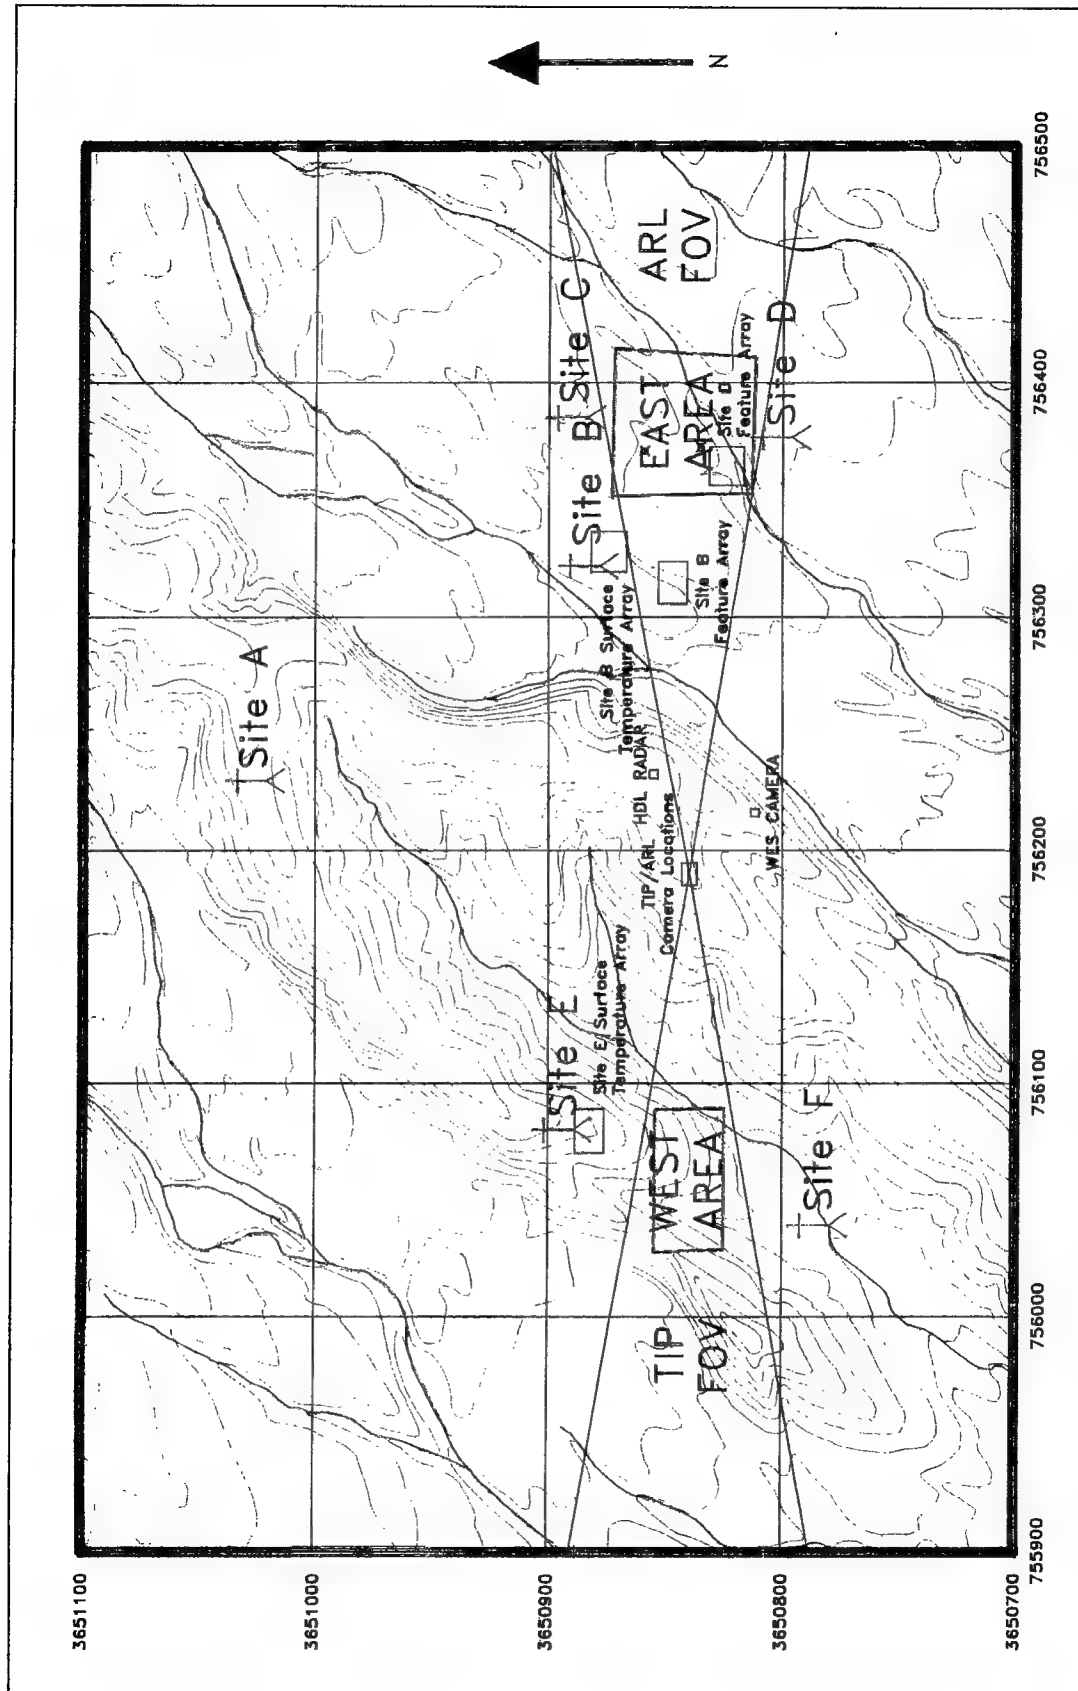 N
3651100
3651000
3650900
3650800
3650700
755900
756000
756100
756200
756300
756400
756500
Site A
Site B
Site C
Site D
Site E
Site F
EAST
AREA
WEST
AREA
ARL
FOV
TIP
FOV
Site D
Feature Array
Site B
Feature Array
Site B Surface
Temperature Array
HDL RADAR
TIP/ARL
Camera Locations
WES CAMERA
Site E Surface
Temperature Array